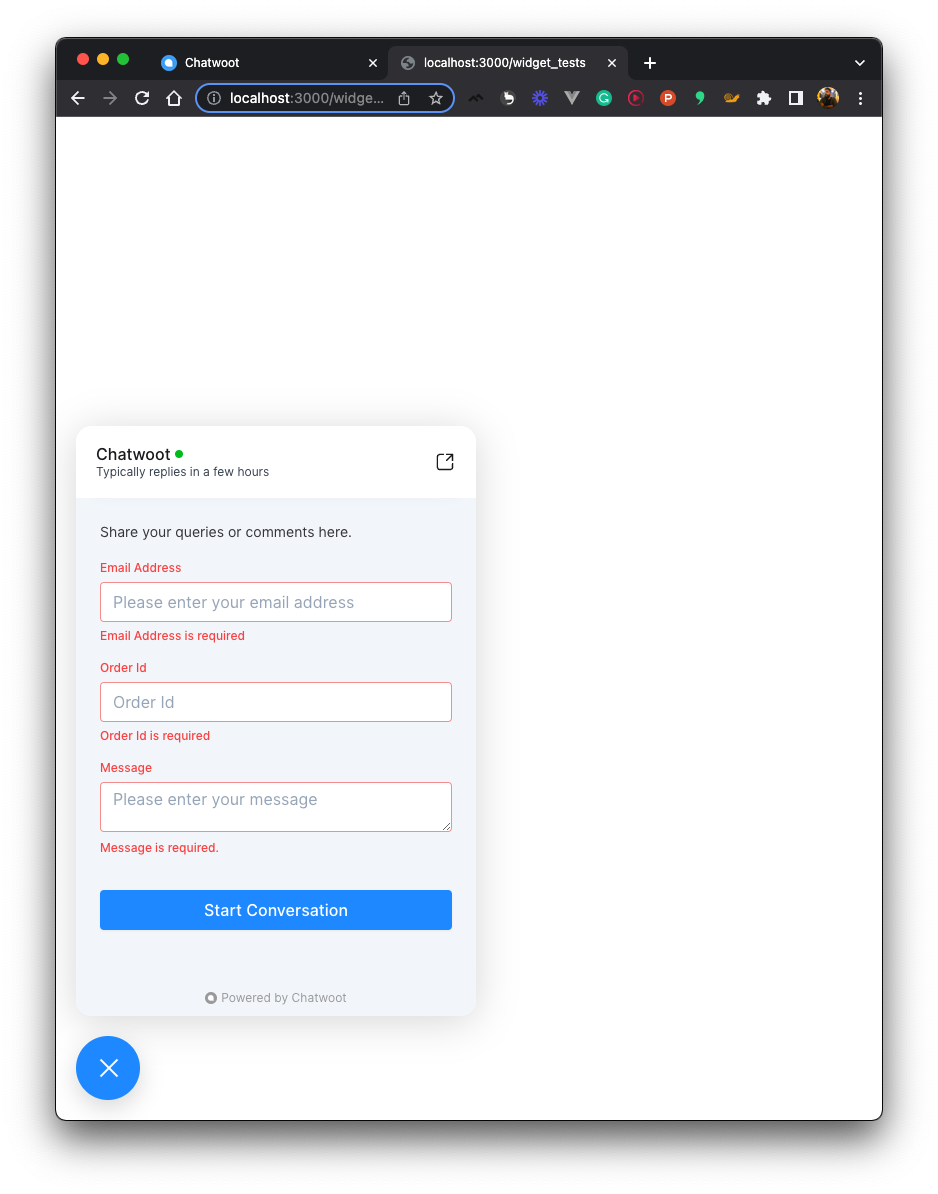 Chatwoot
localhost:3000/widget_tests
localhost:3000/widge...
Chatwoot
Typically replies in a few hours
Share your queries or comments here.
Email Address
Please enter your email address
Email Address is required
Order Id
Order Id
Order Id is required
Message
Please enter your message
Message is required.
Start Conversation
Powered by Chatwoot